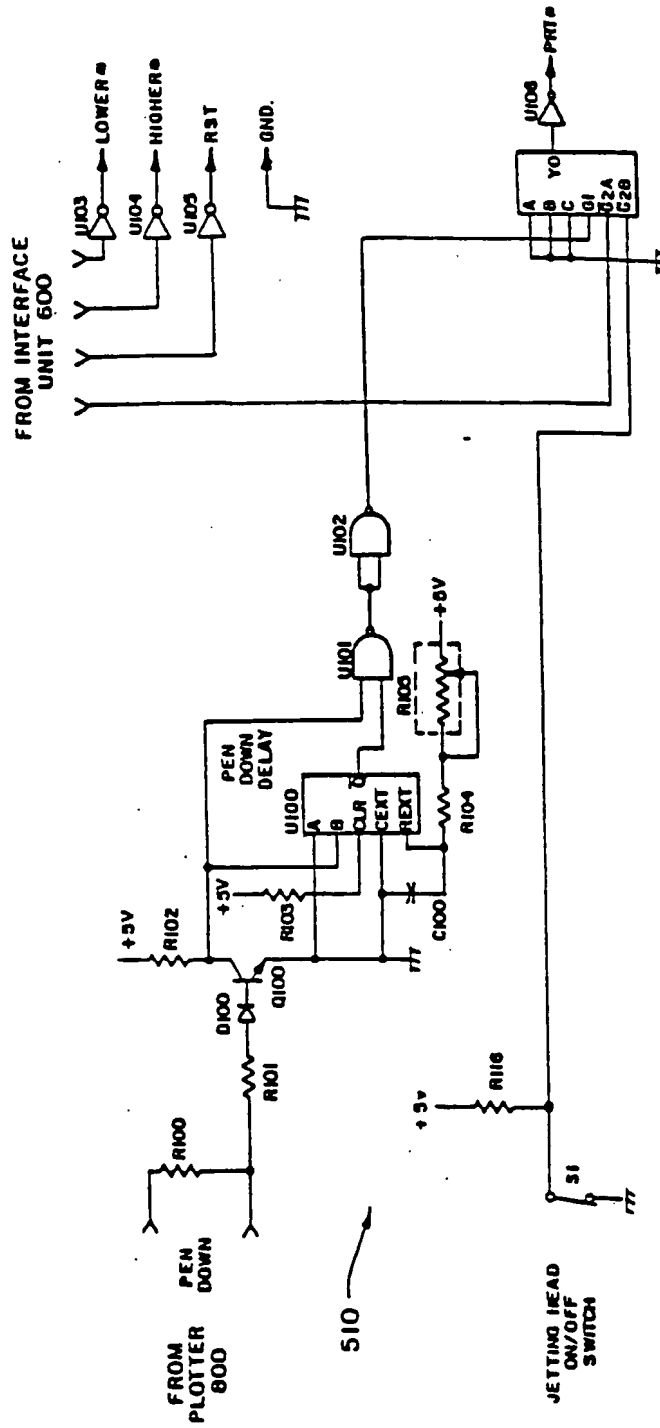 FROM INTERFACE
UNIT 600
U103
LOWER*
U104
HIGHER*
U105
RST
GND.
FROM
PLOTTER
800
PEN
DOWN
R100
R101
D100
Q100
+5V
R102
+5V
R103
PEN
DOWN
DELAY
U100
A
B
CLR
CEXT
REXT
Q
C100
R104
R105
+5V
U101
U102
A
B
C
G1
G2A
G2B
Y0
U106
PRT*
510
+5V
R116
S1
JETTING HEAD
ON/OFF
SWITCH